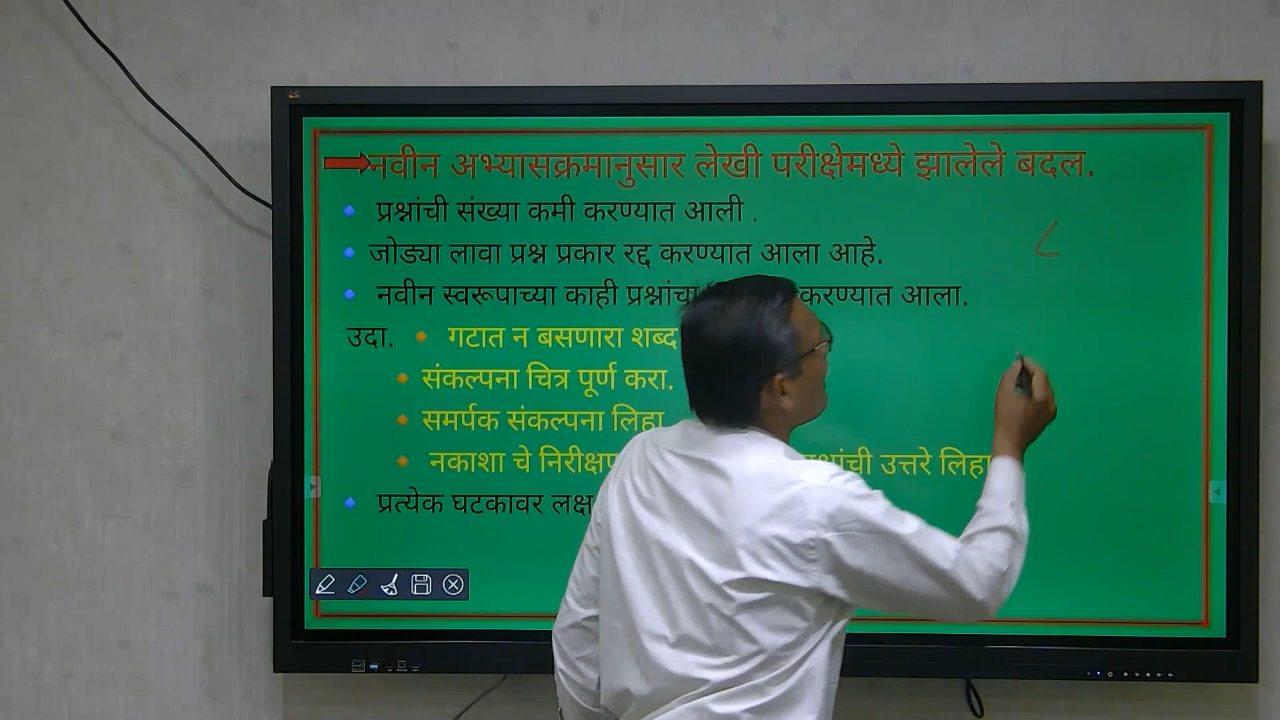 नवीन अभ्यासक्रमानुसार लेखी परीक्षेमध्ये झालेले बदल.
प्रश्नांची संख्या कमी करण्यात आली .
जोड्या लावा प्रश्न प्रकार रद्द करण्यात आला आहे.
नवीन स्वरूपाच्या काही प्रश्नांचा करण्यात आला.
उदा. गटात न बसणारा शब्द
संकल्पना चित्र पूर्ण करा.
समर्पक संकल्पना लिहा
नकाशा चे उत्तरे लिहा
प्रत्येक घटकावर लक्ष